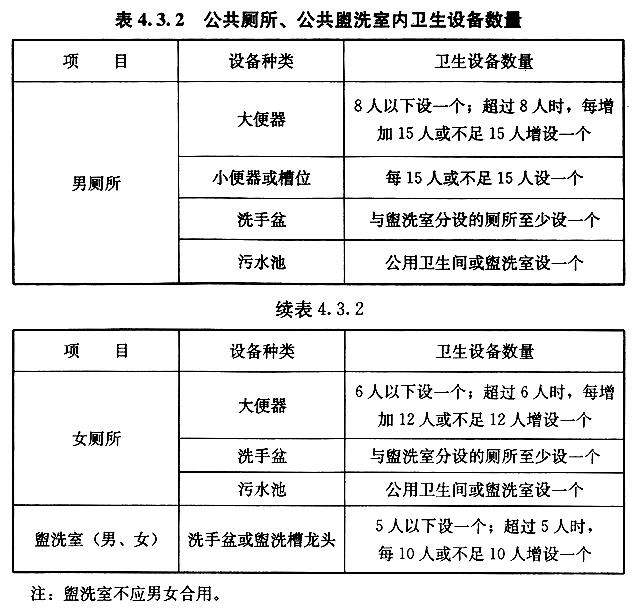 表 4.3.2 公共厕所、公共盥洗室内卫生设备数量
项 目 设备种类 卫生设备数量
男厕所 大便器 8 人以下设一个；超过 8 人时，每增
加 15 人或不足 15 人增设一个
小便器或槽位 每 15 人或不足 15 人设一个
洗手盆 与盥洗室分设的厕所至少设一个
污水池 公用卫生间或盥洗室设一个
续表 4.3.2
项 目 设备种类 卫生设备数量
女厕所 大便器 6 人以下设一个；超过 6 人时，每增
加 12 人或不足 12 人增设一个
洗手盆 与盥洗室分设的厕所至少设一个
污水池 公用卫生间或盥洗室设一个
盥洗室（男、女） 洗手盆或盥洗槽龙头 5 人以下设一个；超过 5 人时，
每 10 人或不足 10 人增设一个
注：盥洗室不应男女合用。